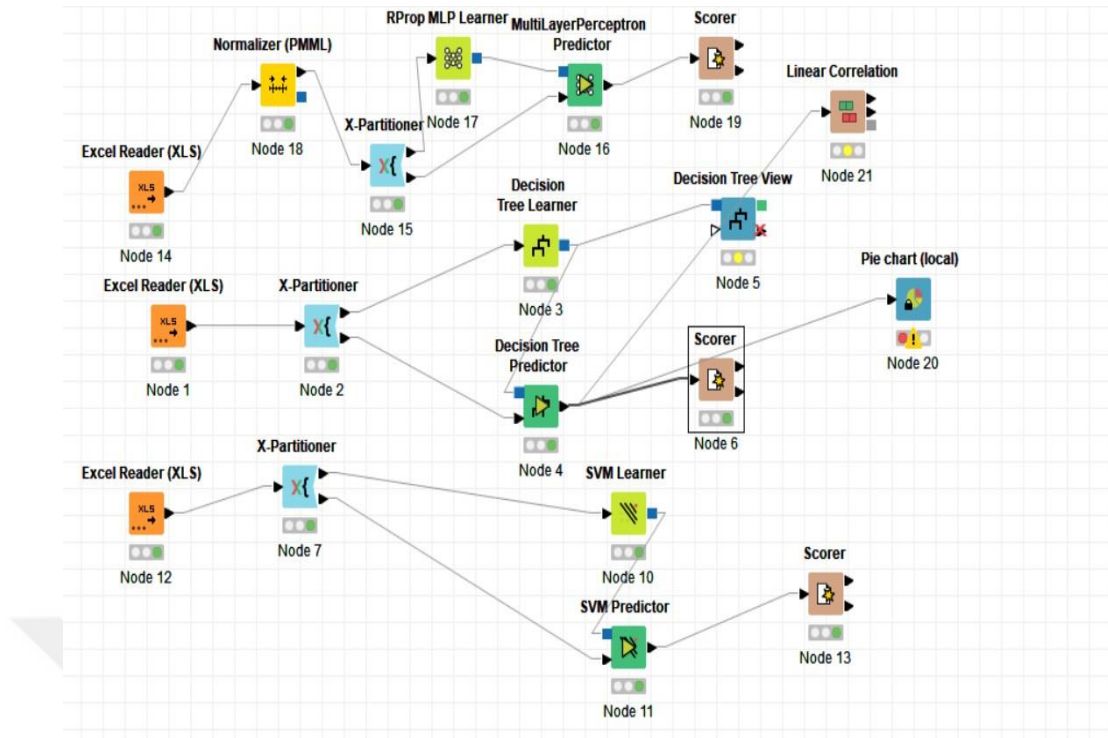 RProp MLP Learner
MultiLayerPerceptron
Predictor
Scorer
Normalizer (PMML)
Linear Correlation
X-Partitioner
Node 17
Node 16
Node 19
Node 18
Excel Reader (XLS)
XLS
...
Node 15
Node 14
Decision
Tree Learner
Decision Tree View
Node 21
Node 3
Node 5
Pie chart (local)
Node 20
Excel Reader (XLS)
XLS
...
Node 1
X-Partitioner
X{
Node 2
Decision Tree
Predictor
Node 4
Scorer
Node 6
X-Partitioner
X{
Node 7
Excel Reader (XLS)
XLS
...
Node 12
SVM Learner
Node 10
SVM Predictor
Node 11
Scorer
Node 13
X{